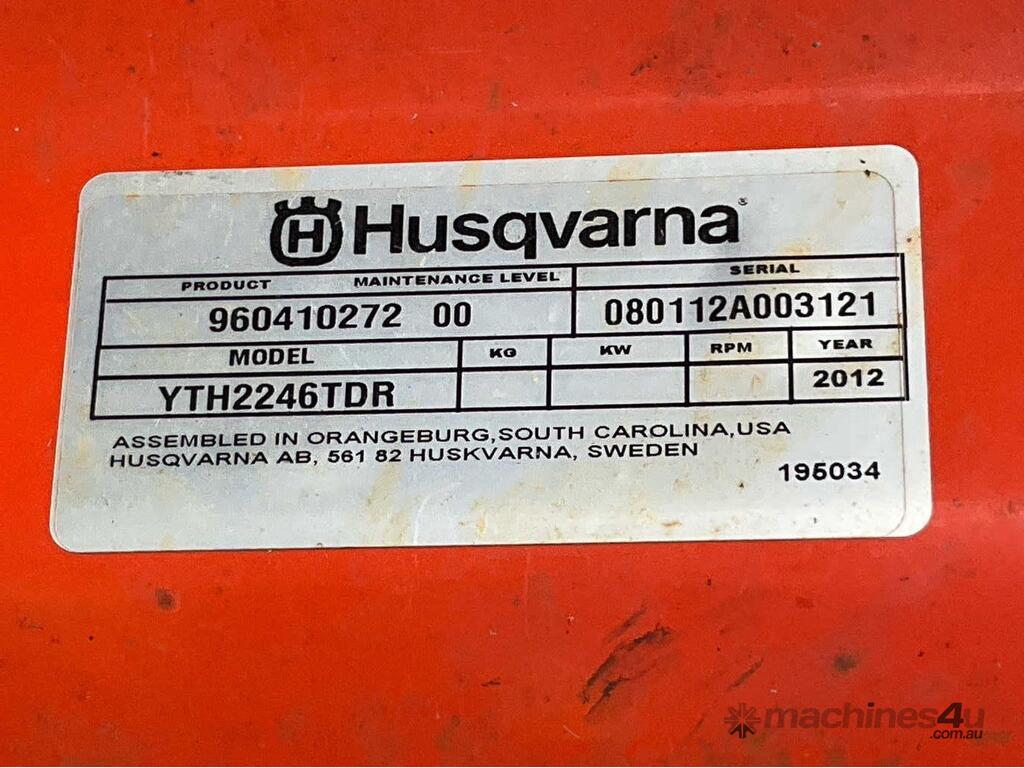 H Husqvarna
PRODUCT MAINTENANCE LEVEL SERIAL
960410272 00 080112A003121
MODEL KG KW RPM YEAR
YTH2246TDR 2012
ASSEMBLED IN ORANGEBURG,SOUTH CAROLINA,USA
HUSQVARNA AB, 561 82 HUSKVARNA, SWEDEN
195034
machines4u
.com.au